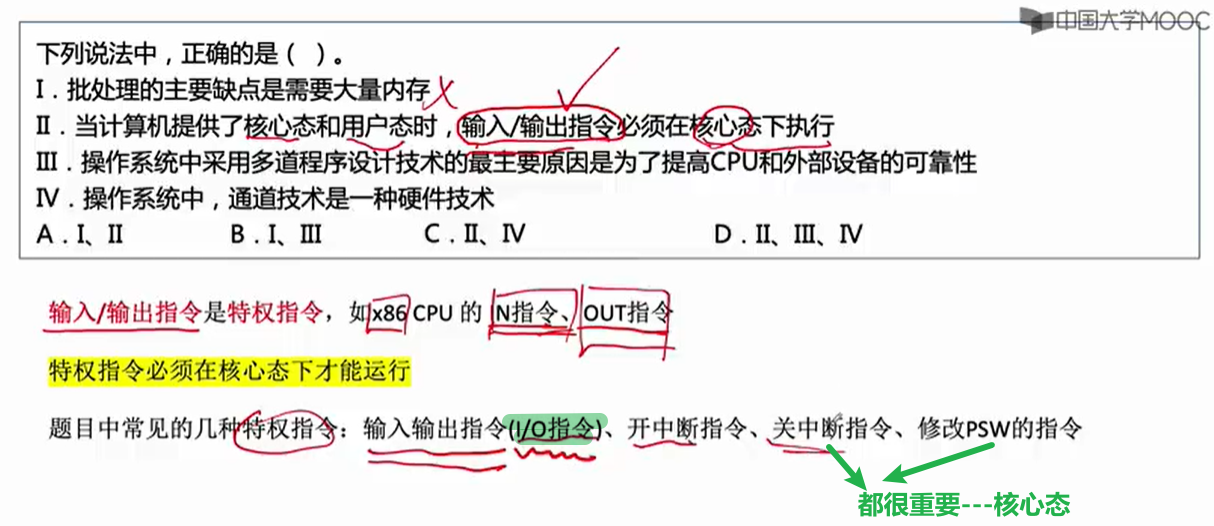 中国大学MOOC
下列说法中，正确的是（ ）。
Ⅰ．批处理的主要缺点是需要大量内存
Ⅱ．当计算机提供了核心态和用户态时，输入/输出指令必须在核心态下执行
Ⅲ．操作系统中采用多道程序设计技术的最主要原因是为了提高CPU和外部设备的可靠性
Ⅳ．操作系统中，通道技术是一种硬件技术
A．Ⅰ、Ⅱ B．Ⅰ、Ⅲ C．Ⅱ、Ⅳ D．Ⅱ、Ⅲ、Ⅳ
输入/输出指令是特权指令，如x86 CPU 的 N指令、OUT指令
特权指令必须在核心态下才能运行
题目中常见的几种特权指令：输入输出指令(I/O指令)、开中断指令、关中断指令、修改PSW的指令
都很重要---核心态